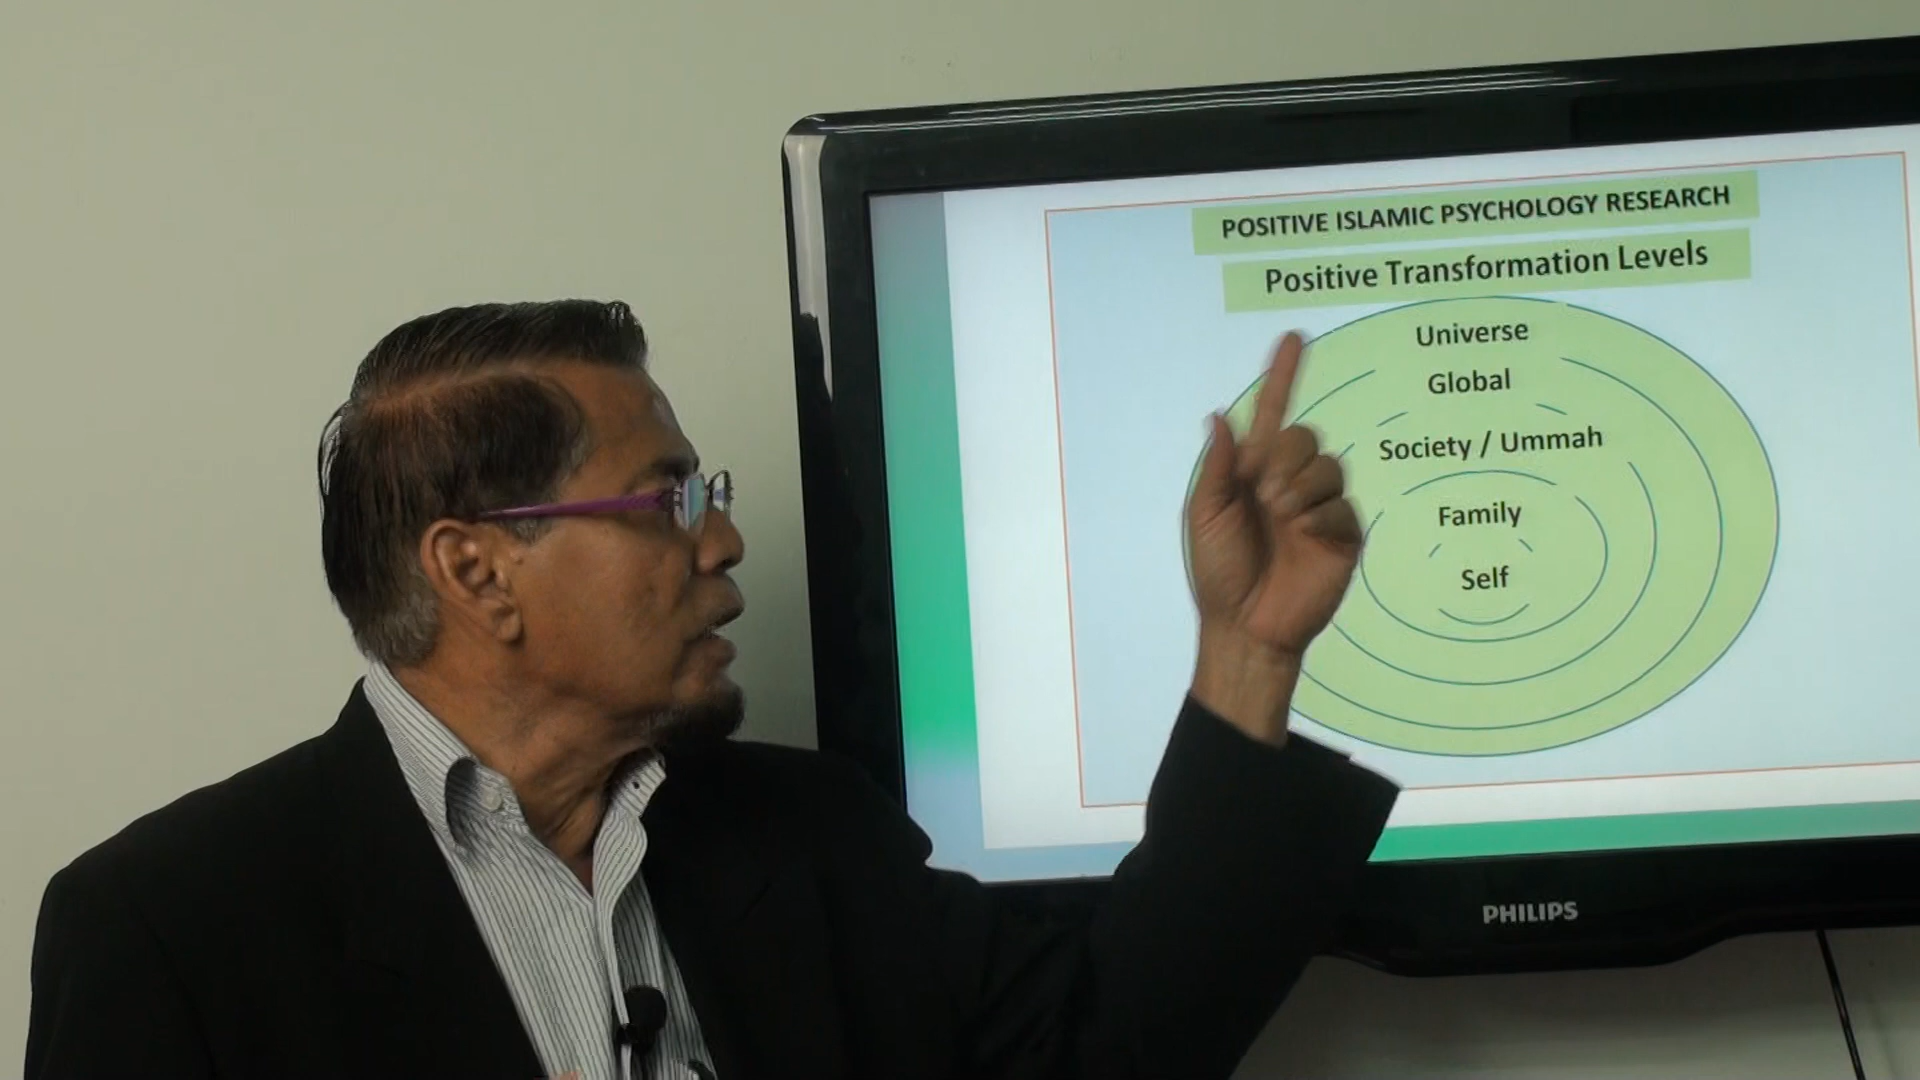 POSITIVE ISLAMIC PSYCHOLOGY RESEARCH
Positive Transformation Levels
Universe
Global
Society / Ummah
Family
Self
PHILIPS